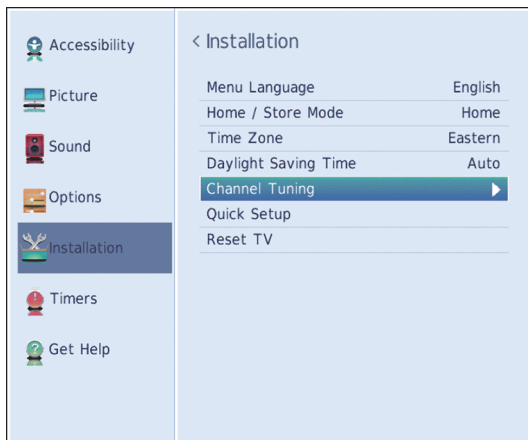 Accessibility
Picture
Sound
Options
Installation
Timers
Get Help
< Installation
Menu Language English
Home / Store Mode Home
Time Zone Eastern
Daylight Saving Time Auto
Channel Tuning
Quick Setup
Reset TV